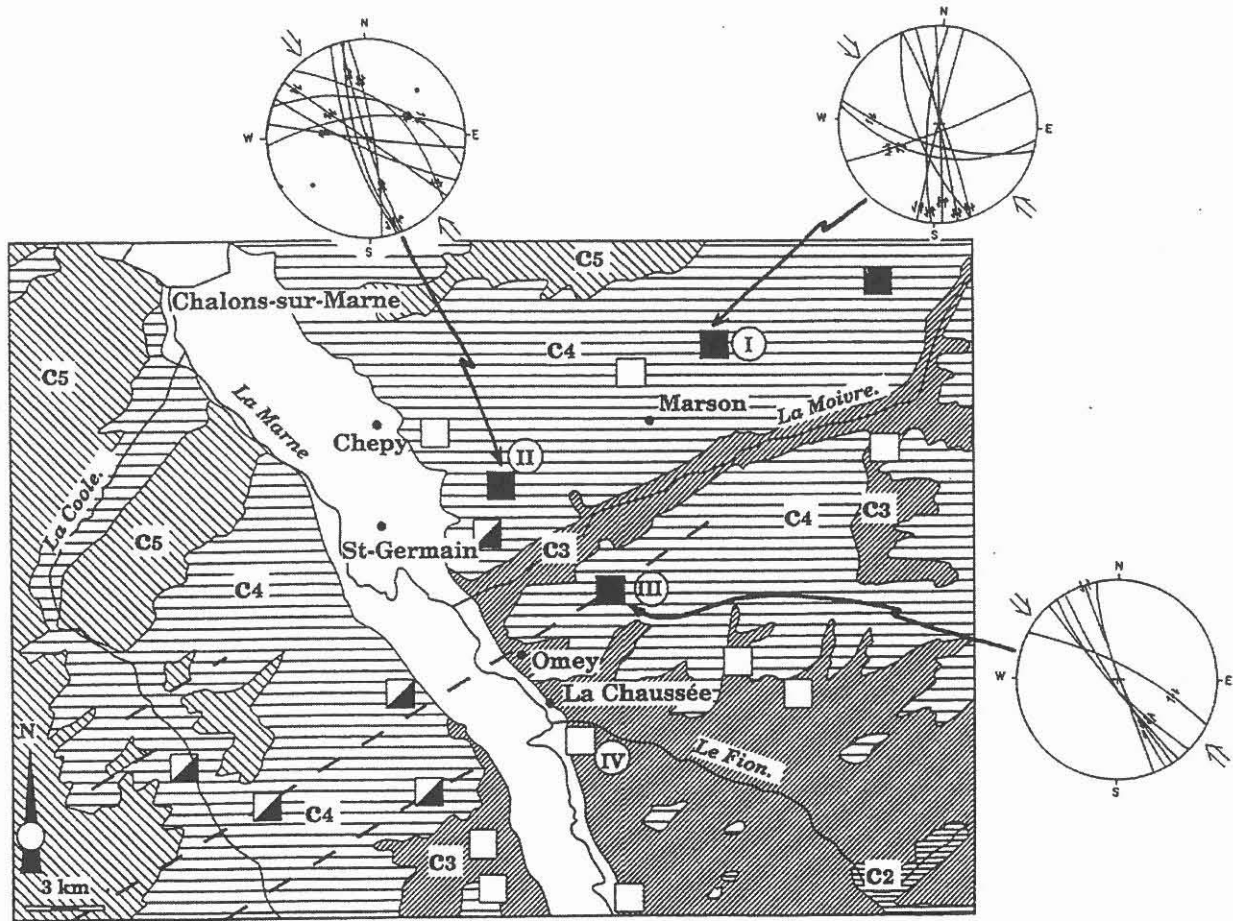 N
W
E
S
N
W
E
S
C5
Chalons-sur-Marne
C4
I
C5
Marson
La Moivre.
La Marne
Chepy
II
La Coole.
C5
C4
C3
St-Germain
C3
C4
III
N
W
E
S
Omey
La Chaussée
N
IV
Le Fion.
C4
C3
C2
3 km